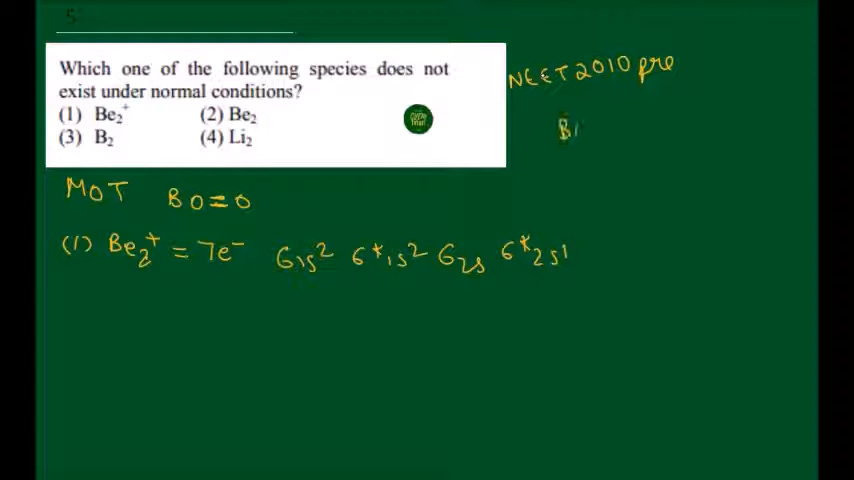 5
Which one of the following species does not
exist under normal conditions?
(1) Be₂⁺ (2) Be₂
(3) B₂ (4) Li₂
NEET 2010 pre
MOT BO=0
(1) Be₂⁺ = 7e⁻ σ1s² σ*1s² σ2s σ*2s1